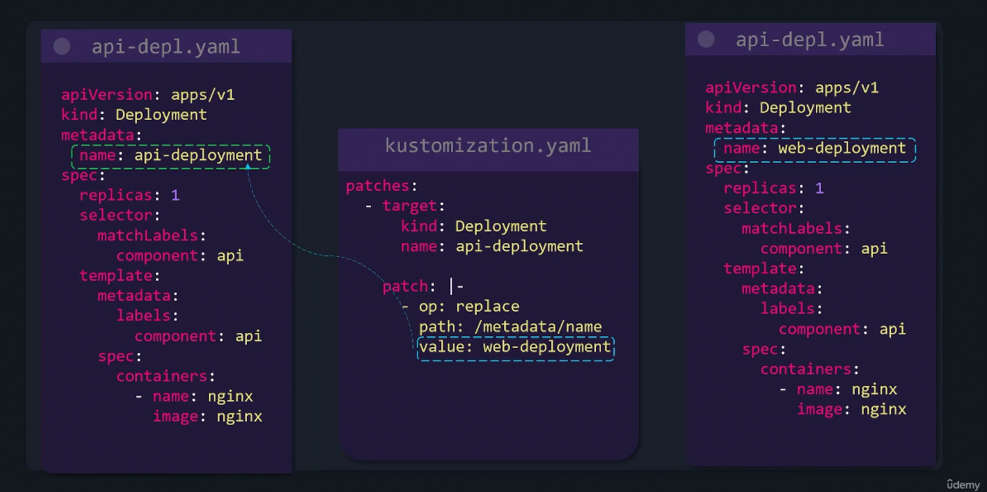 api-depl.yaml
apiVersion: apps/v1
kind: Deployment
metadata:
  name: api-deployment
spec:
  replicas: 1
  selector:
    matchLabels:
      component: api
  template:
    metadata:
      labels:
        component: api
    spec:
      containers:
        - name: nginx
          image: nginx
kustomization.yaml
patches:
  - target:
      kind: Deployment
      name: api-deployment
    patch: |-
      - op: replace
        path: /metadata/name
        value: web-deployment
api-depl.yaml
apiVersion: apps/v1
kind: Deployment
metadata:
  name: web-deployment
spec:
  replicas: 1
  selector:
    matchLabels:
      component: api
  template:
    metadata:
      labels:
        component: api
    spec:
      containers:
        - name: nginx
          image: nginx
ûdemy